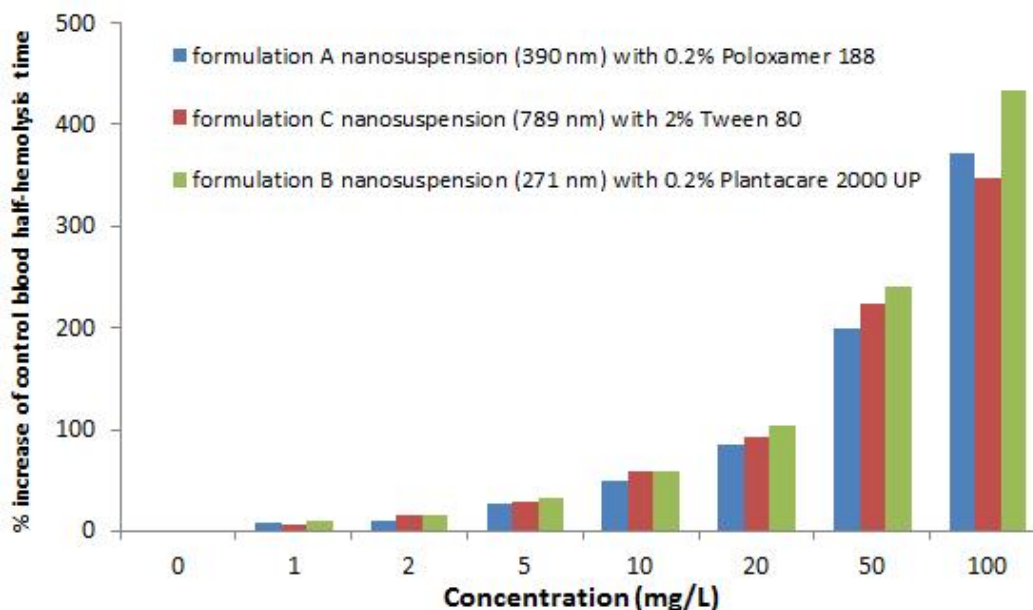 % increase of control blood half-hemolysis time
500
400
300
200
100
0
formulation A nanosuspension (390 nm) with 0.2% Poloxamer 188
formulation C nanosuspension (789 nm) with 2% Tween 80
formulation B nanosuspension (271 nm) with 0.2% Plantacare 2000 UP
0 1 2 5 10 20 50 100
Concentration (mg/L)